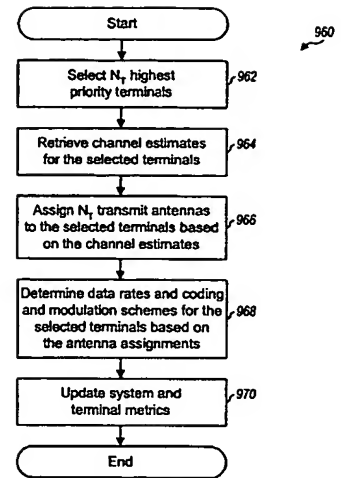 Start
960
Select N_T highest
priority terminals
962
Retrieve channel estimates
for the selected terminals
964
Assign N_T transmit antennas
to the selected terminals based
on the channel estimates
966
Determine data rates and coding
and modulation schemes for the
selected terminals based on
the antenna assignments
968
Update system and
terminal metrics
970
End